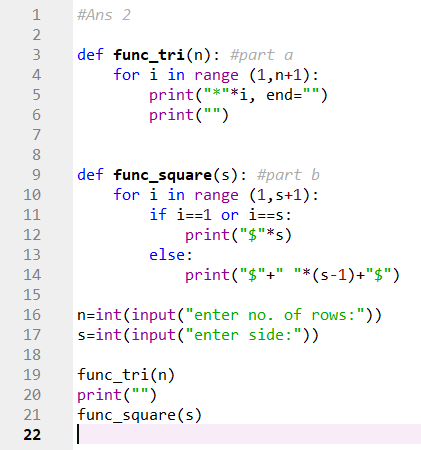 1 #Ans 2
2
3 def func_tri(n): #part a
4     for i in range (1,n+1):
5         print("*"*i, end="")
6         print("")
7
8
9 def func_square(s): #part b
10     for i in range (1,s+1):
11         if i==1 or i==s:
12             print("$"*s)
13         else:
14             print("$"+" "*(s-1)+"$")
15
16 n=int(input("enter no. of rows:"))
17 s=int(input("enter side:"))
18
19 func_tri(n)
20 print("")
21 func_square(s)
22